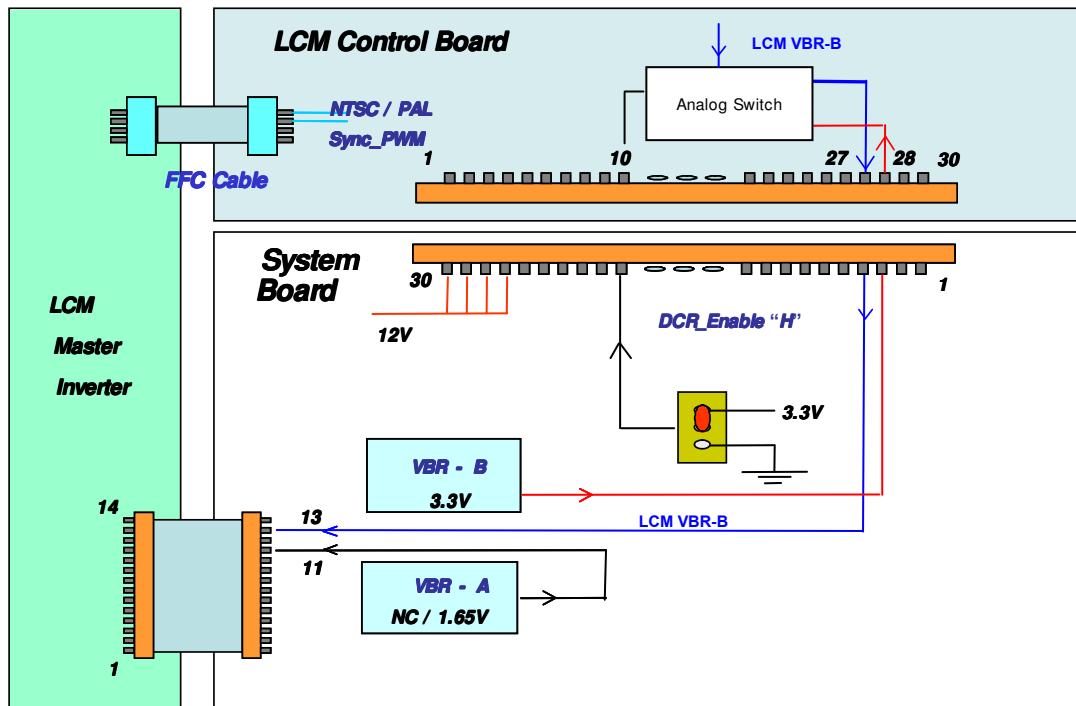 LCM Control Board
LCM VBR-B
Analog Switch
NTSC / PAL
Sync_PWM
FFC Cable
1
10
27
28
30
System
Board
30
1
12V
DCR_Enable “H”
3.3V
LCM
Master
Inverter
VBR - B
3.3V
14
13
LCM VBR-B
11
VBR - A
NC / 1.65V
1